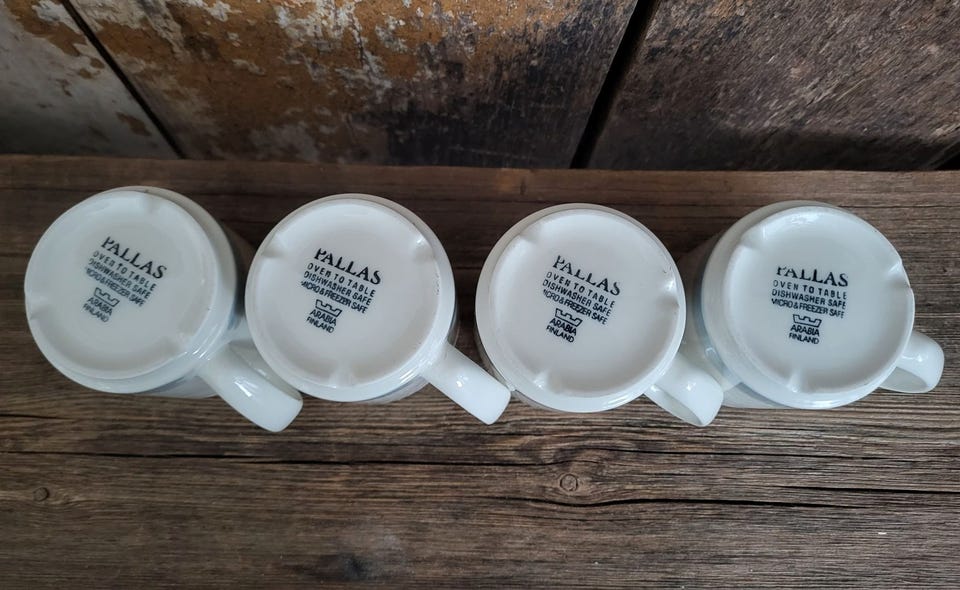 PALLAS
OVEN TO TABLE
DISHWASHER SAFE
MICRO & FREEZER SAFE
ARABIA
FINLAND
PALLAS
OVEN TO TABLE
DISHWASHER SAFE
MICRO & FREEZER SAFE
ARABIA
FINLAND
PALLAS
OVEN TO TABLE
DISHWASHER SAFE
MICRO & FREEZER SAFE
ARABIA
FINLAND
PALLAS
OVEN TO TABLE
DISHWASHER SAFE
MICRO & FREEZER SAFE
ARABIA
FINLAND